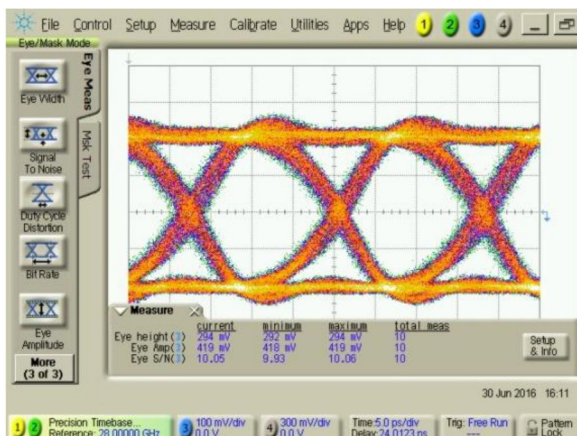 File Control Setup Measure Calibrate Utilities Apps Help 1 2 3 4
Eye/Mask Mode
Eye Meas
Msk Test
Eye Width
Signal
To Noise
Duty Cycle
Distortion
Bit Rate
Eye
Amplitude
More
(3 of 3)
Measure
current minimum maximum total meas
Eye height(3) 294 mV 292 mV 294 mV 10
Eye Amp(3) 419 mV 418 mV 419 mV 10
Eye S/N(3) 10.05 9.93 10.06 10
Setup
& Info
30 Jun 2016 16:11
1 2 Precision Timebase... 3 100 mV/div 4 300 mV/div Time:5.0 ps/div Trig: Free Run Pattern
Reference: 28.00000 GHz 0.0 V 0.0 V Delay:24.0123 ns --- Lock